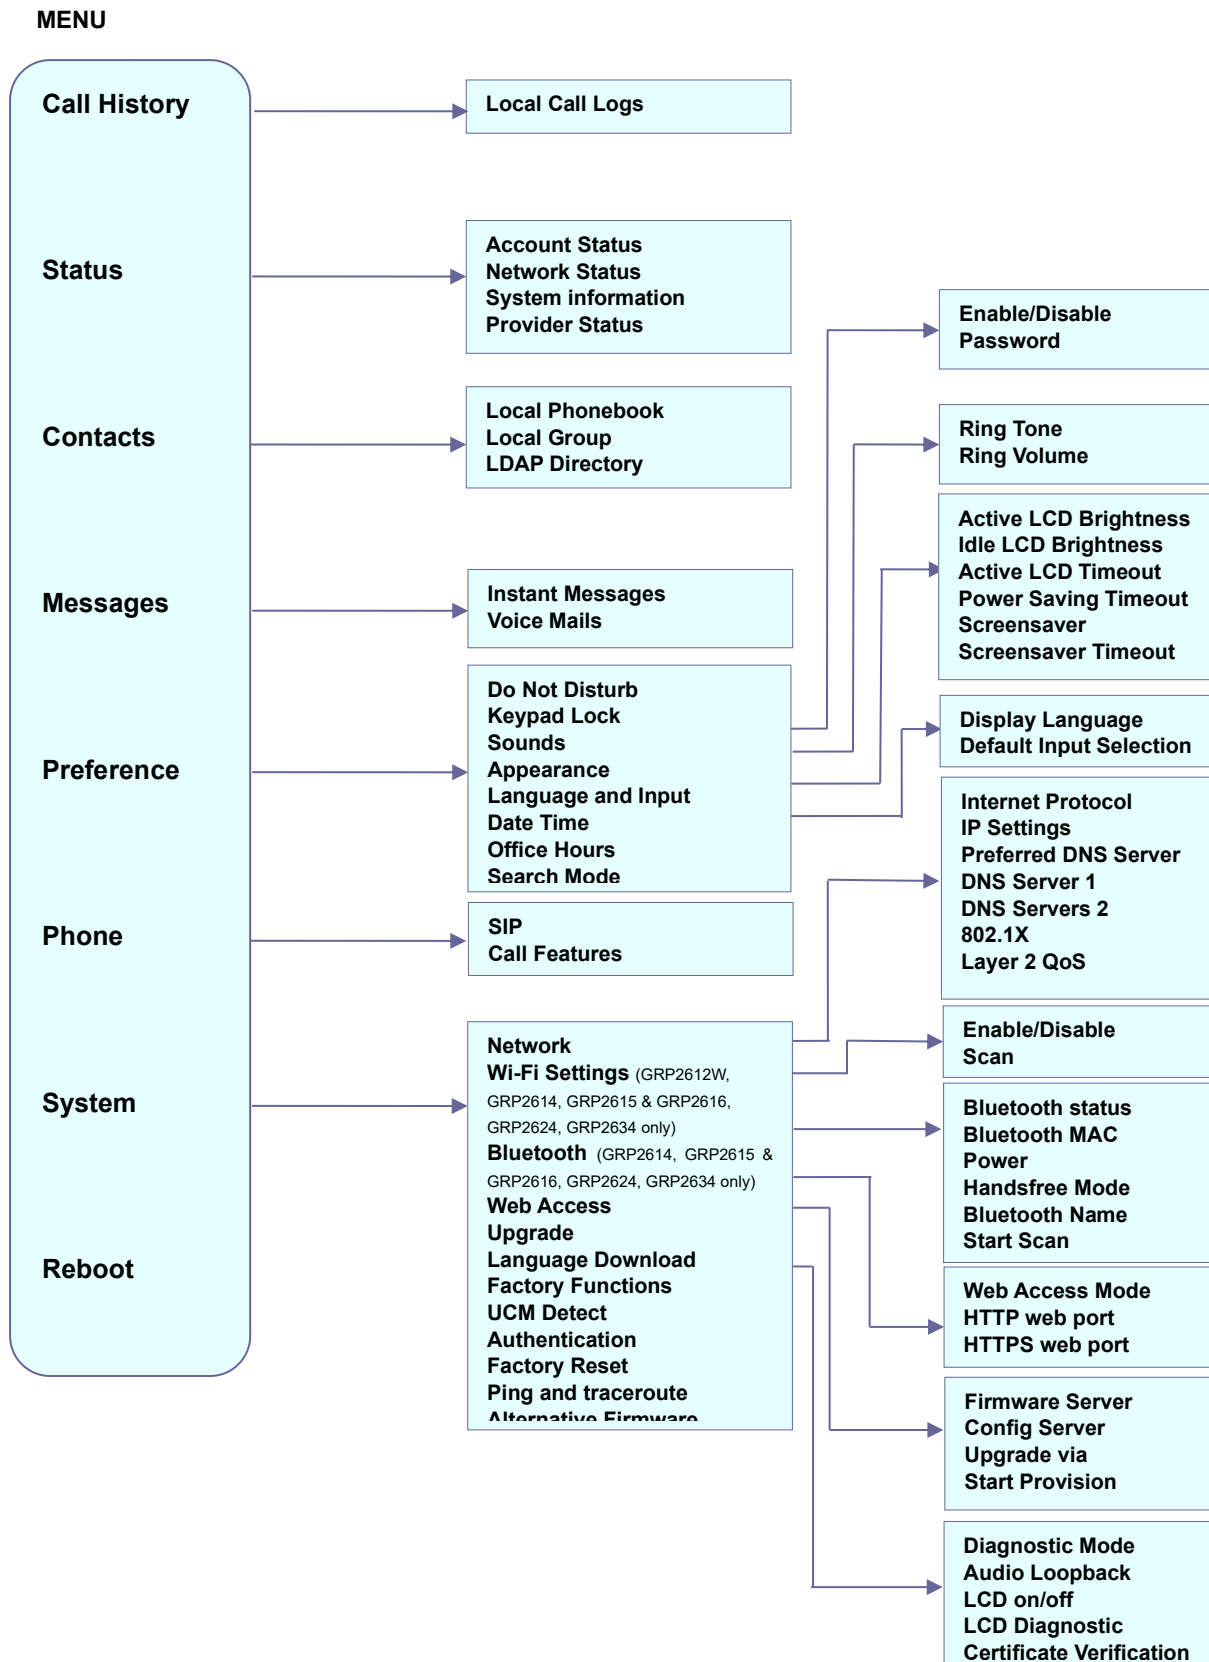 MENU
Call History
Status
Contacts
Messages
Preference
Phone
System
Reboot
Local Call Logs
Account Status
Network Status
System information
Provider Status
Local Phonebook
Local Group
LDAP Directory
Instant Messages
Voice Mails
Do Not Disturb
Keypad Lock
Sounds
Appearance
Language and Input
Date Time
Office Hours
Search Mode
SIP
Call Features
Network
Wi-Fi Settings (GRP2612W,
GRP2614, GRP2615 & GRP2616,
GRP2624, GRP2634 only)
Bluetooth (GRP2614, GRP2615 &
GRP2616, GRP2624, GRP2634 only)
Web Access
Upgrade
Language Download
Factory Functions
UCM Detect
Authentication
Factory Reset
Ping and traceroute
Alternative Firmware
Enable/Disable
Password
Ring Tone
Ring Volume
Active LCD Brightness
Idle LCD Brightness
Active LCD Timeout
Power Saving Timeout
Screensaver
Screensaver Timeout
Display Language
Default Input Selection
Internet Protocol
IP Settings
Preferred DNS Server
DNS Server 1
DNS Servers 2
802.1X
Layer 2 QoS
Enable/Disable
Scan
Bluetooth status
Bluetooth MAC
Power
Handsfree Mode
Bluetooth Name
Start Scan
Web Access Mode
HTTP web port
HTTPS web port
Firmware Server
Config Server
Upgrade via
Start Provision
Diagnostic Mode
Audio Loopback
LCD on/off
LCD Diagnostic
Certificate Verification